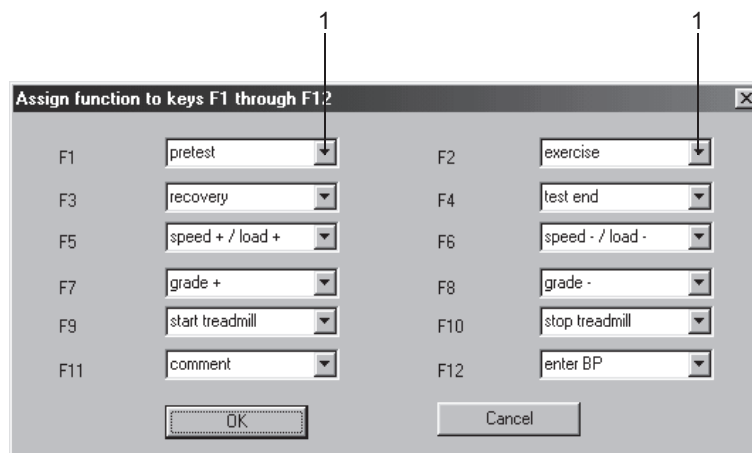 1 1
Assign function to keys F1 through F12
F1 pretest F2 exercise
F3 recovery F4 test end
F5 speed + / load + F6 speed - / load -
F7 grade + F8 grade -
F9 start treadmill F10 stop treadmill
F11 comment F12 enter BP
OK Cancel